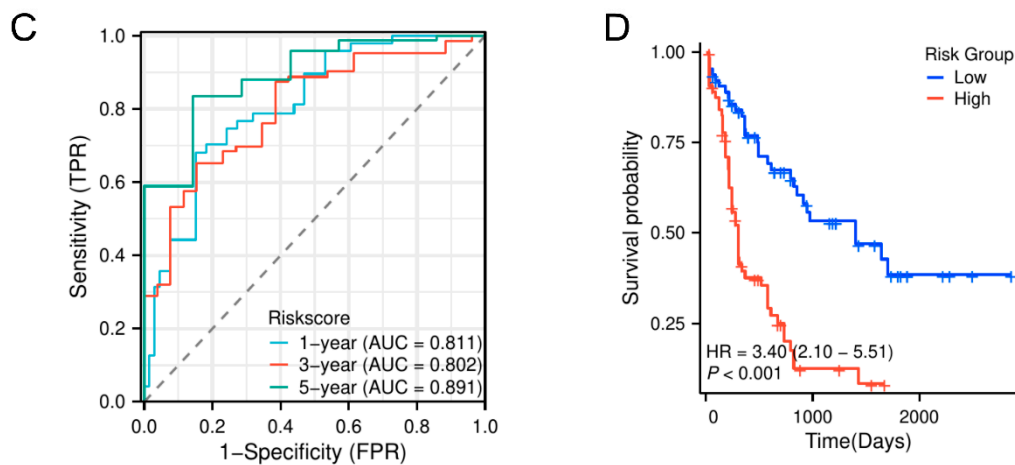 C
1.0
0.8
0.6
0.4
0.2
0.0
Sensitivity (TPR)
Riskscore
1−year (AUC = 0.811)
3−year (AUC = 0.802)
5−year (AUC = 0.891)
0.0 0.2 0.4 0.6 0.8 1.0
1−Specificity (FPR)
D
1.00
0.75
0.50
0.25
Survival probability
Risk Group
Low
High
HR = 3.40 (2.10 − 5.51)
P < 0.001
0 1000 2000
Time(Days)